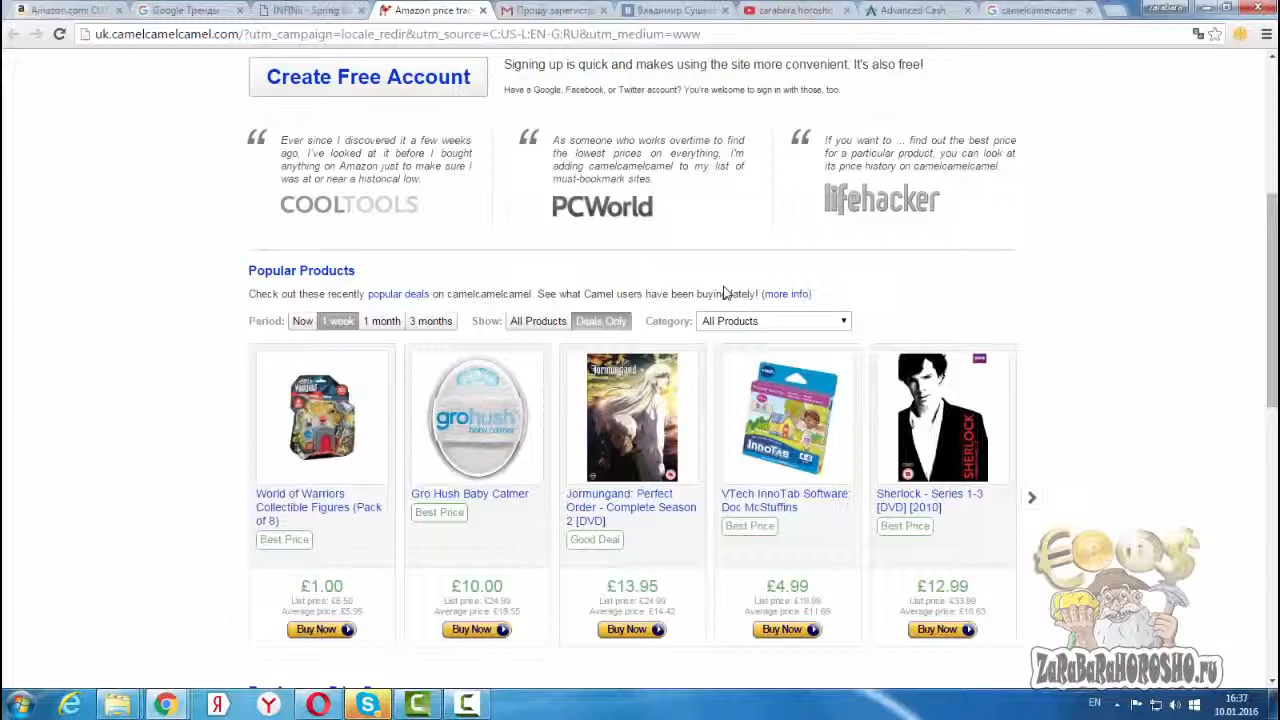 Amazon.com: CU
Google Тренды
INFINii - Spring B
Amazon price trac
Прошу зарегистр
Владимир Сушко
zarabara horosho
Advanced Cash
camelcamelcamel
zarabara
uk.camelcamelcamel.com/?utm_campaign=locale_redir&utm_source=C:US-L:EN-G:RU&utm_medium=www
Create Free Account
Signing up is quick and makes using the site more convenient. It's also free!
Have a Google, Facebook, or Twitter account? You're welcome to sign in with those, too.
Ever since I discovered it a few weeks
ago, I've looked at it before I bought
anything on Amazon just to make sure I
was at or near a historical low.
COOLTOOLS
As someone who works overtime to find
the lowest prices on everything, I'm
adding camelcamelcamel to my list of
must-bookmark sites.
PCWorld
If you want to ... find out the best price
for a particular product, you can look at
its price history on camelcamelcamel.
lifehacker
Popular Products
Check out these recently popular deals on camelcamelcamel. See what Camel users have been buying lately! (more info)
Period: Now 1 week 1 month 3 months Show: All Products Deals Only Category: All Products
grohush
baby calmer
Jormungand
vtech
InnoTAB
SHERLOCK
World of Warriors
Collectible Figures (Pack
of 8)
Best Price
£1.00
List price: £6.50
Average price: £5.95
Buy Now
Gro Hush Baby Calmer
Best Price
£10.00
List price: £24.99
Average price: £19.55
Buy Now
Jormungand: Perfect
Order - Complete Season
2 [DVD]
Good Deal
£13.95
List price: £24.99
Average price: £14.42
Buy Now
VTech InnoTab Software:
Doc McStuffins
Best Price
£4.99
List price: £19.99
Average price: £11.69
Buy Now
Sherlock - Series 1-3
[DVD] [2010]
Best Price
£12.99
List price: £33.99
Average price: £16.63
Buy Now
ZaRaBaRaHOROSHO.ru
EN
16:37
10.01.2016